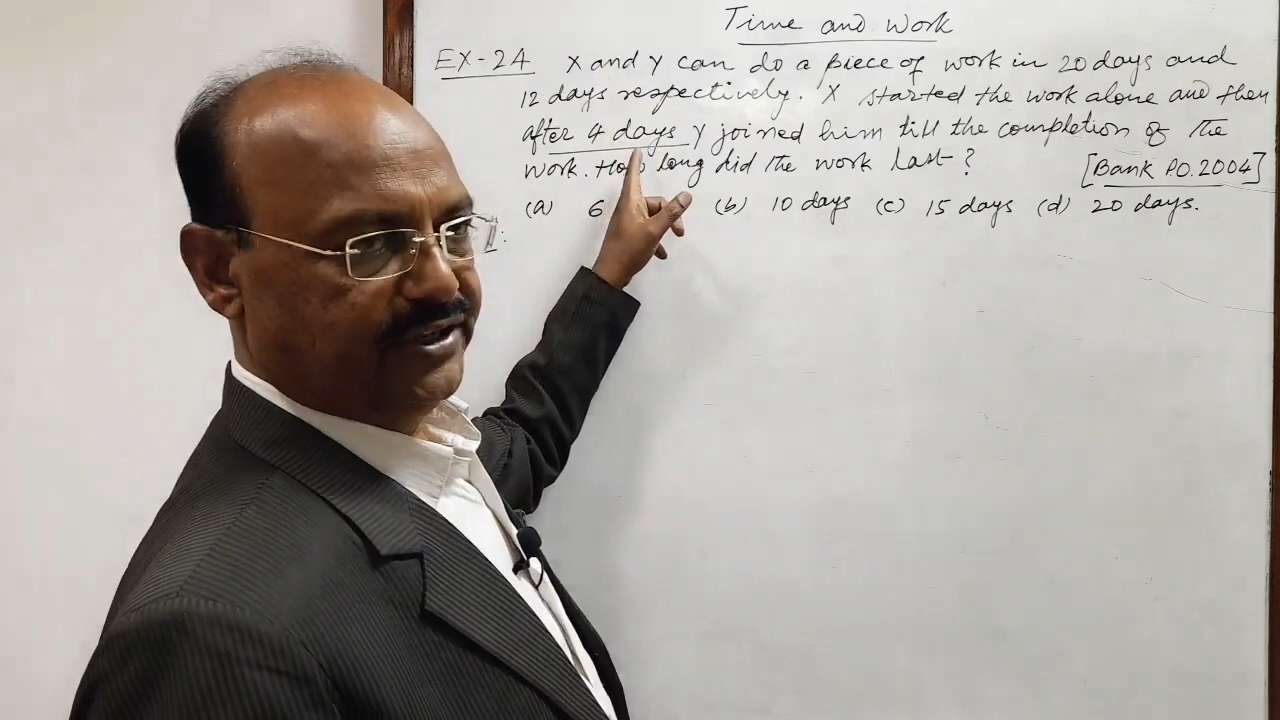 Time and Work
EX-24 X and Y can do a piece of work in 20 days and
12 days respectively. X started the work alone and then
after 4 days Y joined him till the completion of the
work. How long did the work last?
[Bank P.O. 2004]
(a) 6 (b) 10 days (c) 15 days (d) 20 days.